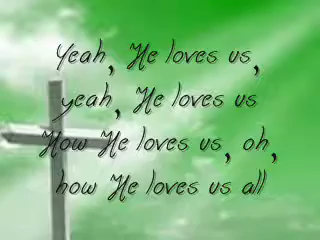 Yeah, He loves us,
yeah, He loves us
How He loves us, oh,
how He loves us all